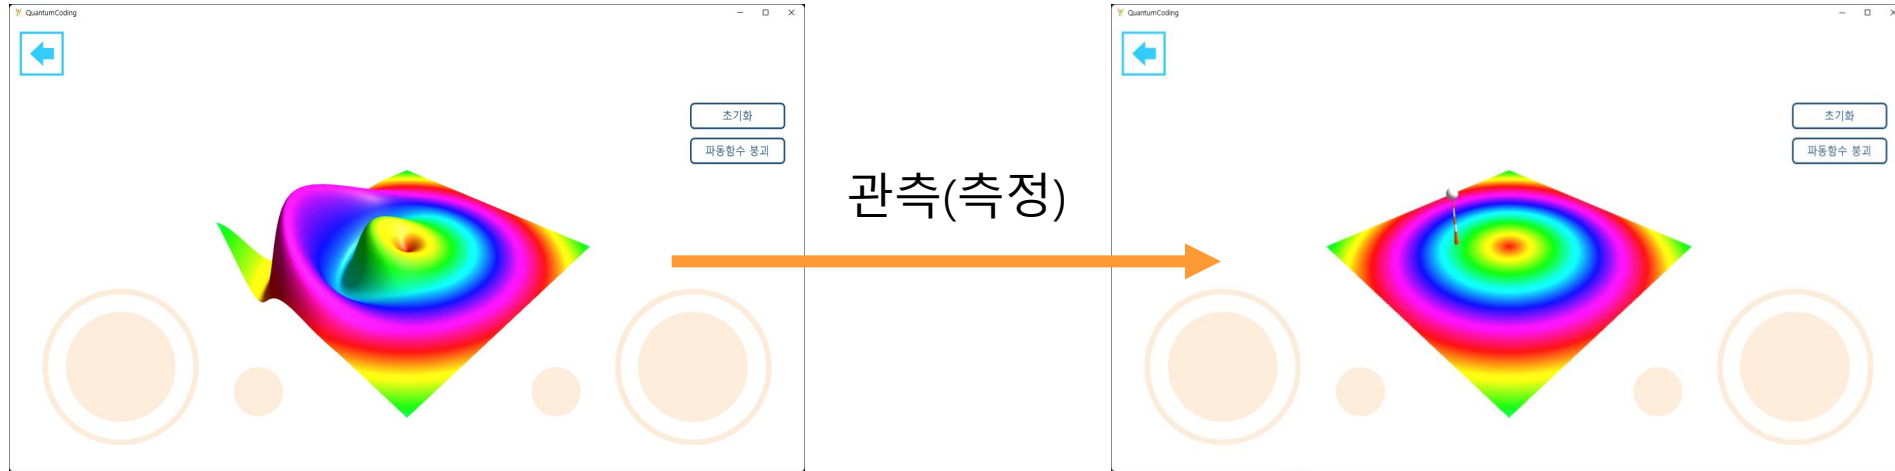 QuantumCoding
초기화
파동함수 붕괴
관측(측정)
QuantumCoding
초기화
파동함수 붕괴